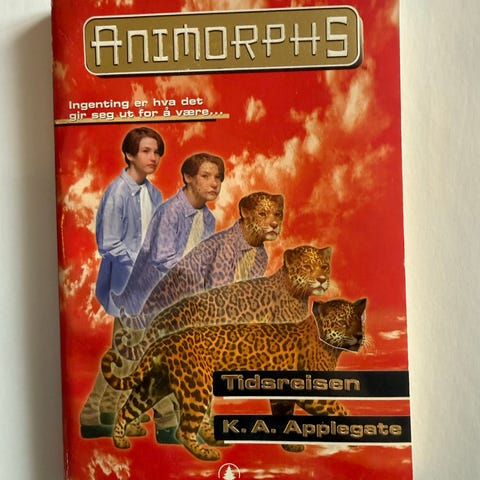 ANIMORPHS
Ingenting er hva det
gir seg ut for å være...
Tidsreisen
K. A. Applegate